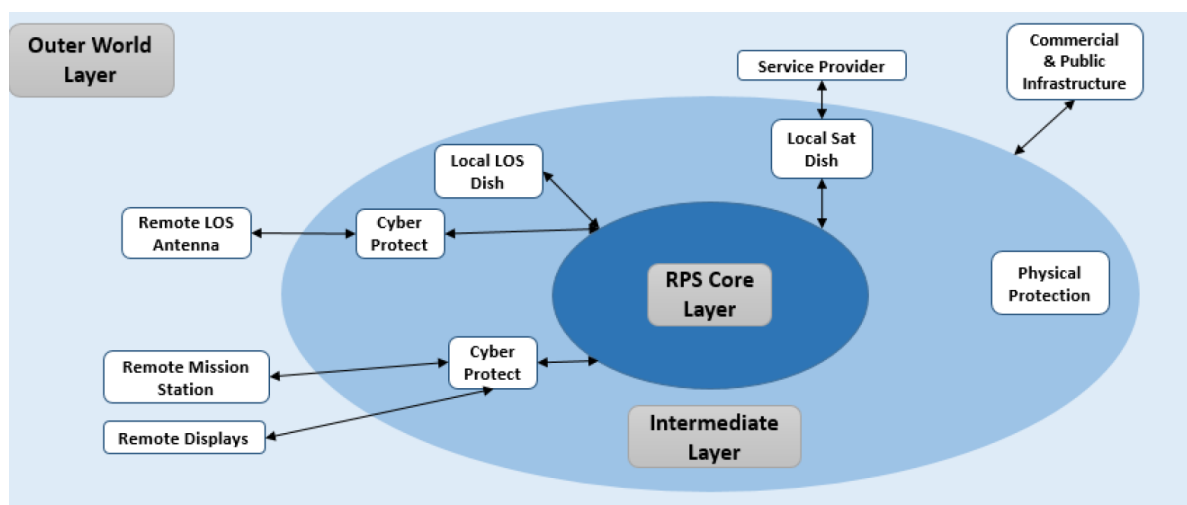 Outer World
Layer
Commercial
& Public
Infrastructure
Service Provider
Local Sat
Dish
Local LOS
Dish
Remote LOS
Antenna
Cyber
Protect
RPS Core
Layer
Physical
Protection
Cyber
Protect
Remote Mission
Station
Remote Displays
Intermediate
Layer